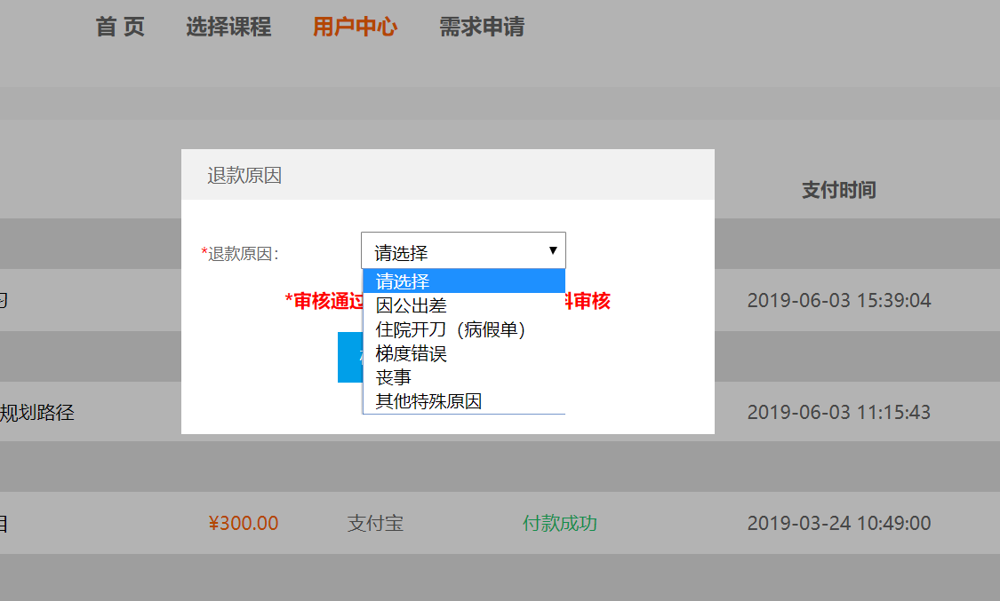 首 页 选择课程 用户中心 需求申请
退款原因
支付时间
*退款原因:
请选择
▼
请选择
*审核通过 审核
因公出差
2019-06-03 15:39:04
住院开刀（病假单）
梯度错误
丧事
其他特殊原因
规划路径
2019-06-03 11:15:43
¥300.00 支付宝 付款成功 2019-03-24 10:49:00